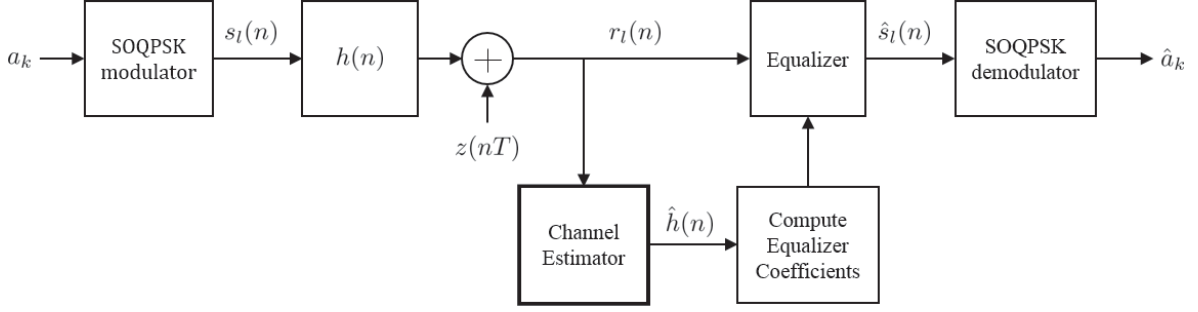 a_k
SOQPSK
modulator
s_l(n)
h(n)
+
z(nT)
r_l(n)
Equalizer
ŝ_l(n)
SOQPSK
demodulator
â_k
Channel
Estimator
ĥ(n)
Compute
Equalizer
Coefficients